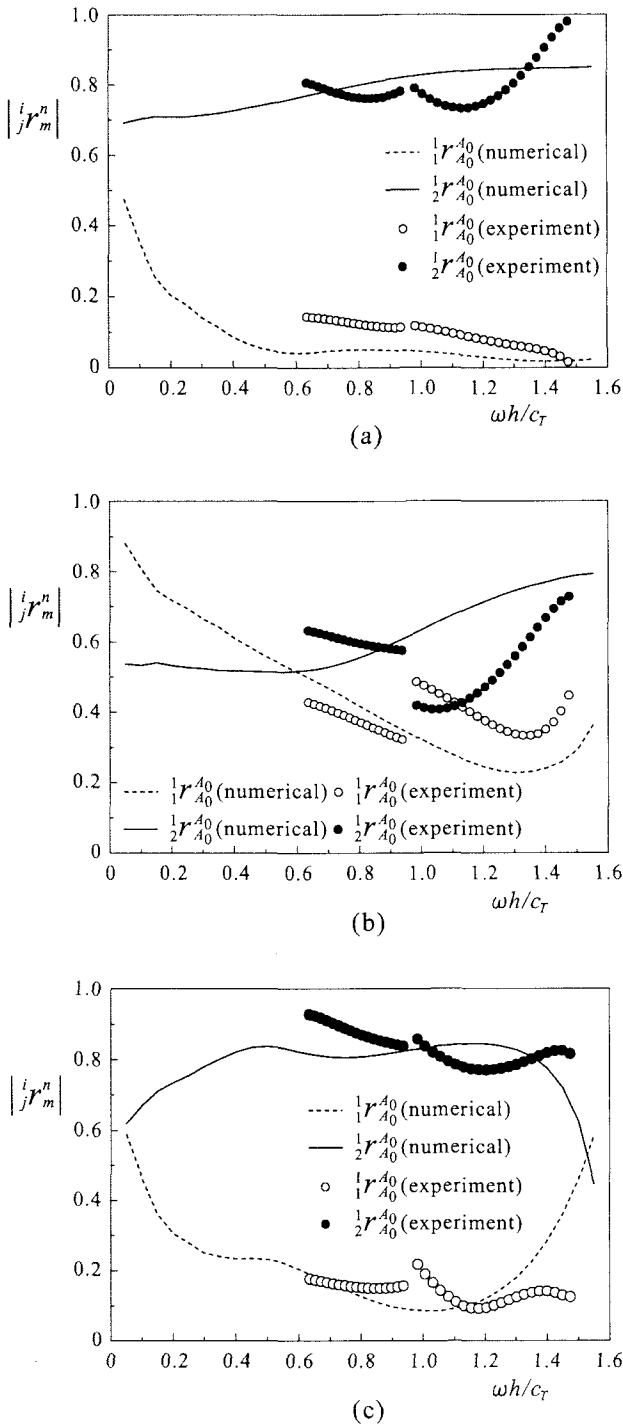 1.0
0.8
|ⁱⱼrₘⁿ|
0.6
0.4
0.2
0
¹₁r^{A₀}_{A₀}(numerical)
¹₂r^{A₀}_{A₀}(numerical)
¹₁r^{A₀}_{A₀}(experiment)
¹₂r^{A₀}_{A₀}(experiment)
0 0.2 0.4 0.6 0.8 1.0 1.2 1.4 1.6
ωh/c_T
(a)
1.0
0.8
|ⁱⱼrₘⁿ|
0.6
0.4
0.2
0
¹₁r^{A₀}_{A₀}(numerical) ¹₁r^{A₀}_{A₀}(experiment)
¹₂r^{A₀}_{A₀}(numerical) ¹₂r^{A₀}_{A₀}(experiment)
0 0.2 0.4 0.6 0.8 1.0 1.2 1.4 1.6
ωh/c_T
(b)
1.0
0.8
|ⁱⱼrₘⁿ|
0.6
0.4
0.2
0
¹₁r^{A₀}_{A₀}(numerical)
¹₂r^{A₀}_{A₀}(numerical)
¹₁r^{A₀}_{A₀}(experiment)
¹₂r^{A₀}_{A₀}(experiment)
0 0.2 0.4 0.6 0.8 1.0 1.2 1.4 1.6
ωh/c_T
(c)